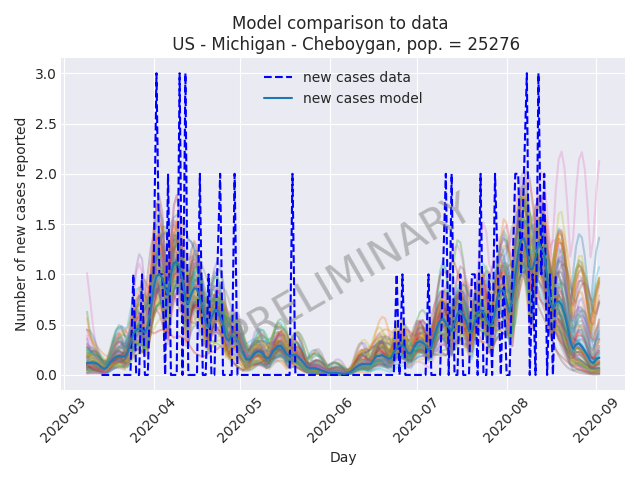 Model comparison to data
US - Michigan - Cheboygan, pop. = 25276
new cases data
new cases model
PRELIMINARY
Number of new cases reported
3.0
2.5
2.0
1.5
1.0
0.5
0.0
2020-03
2020-04
2020-05
2020-06
2020-07
2020-08
2020-09
Day